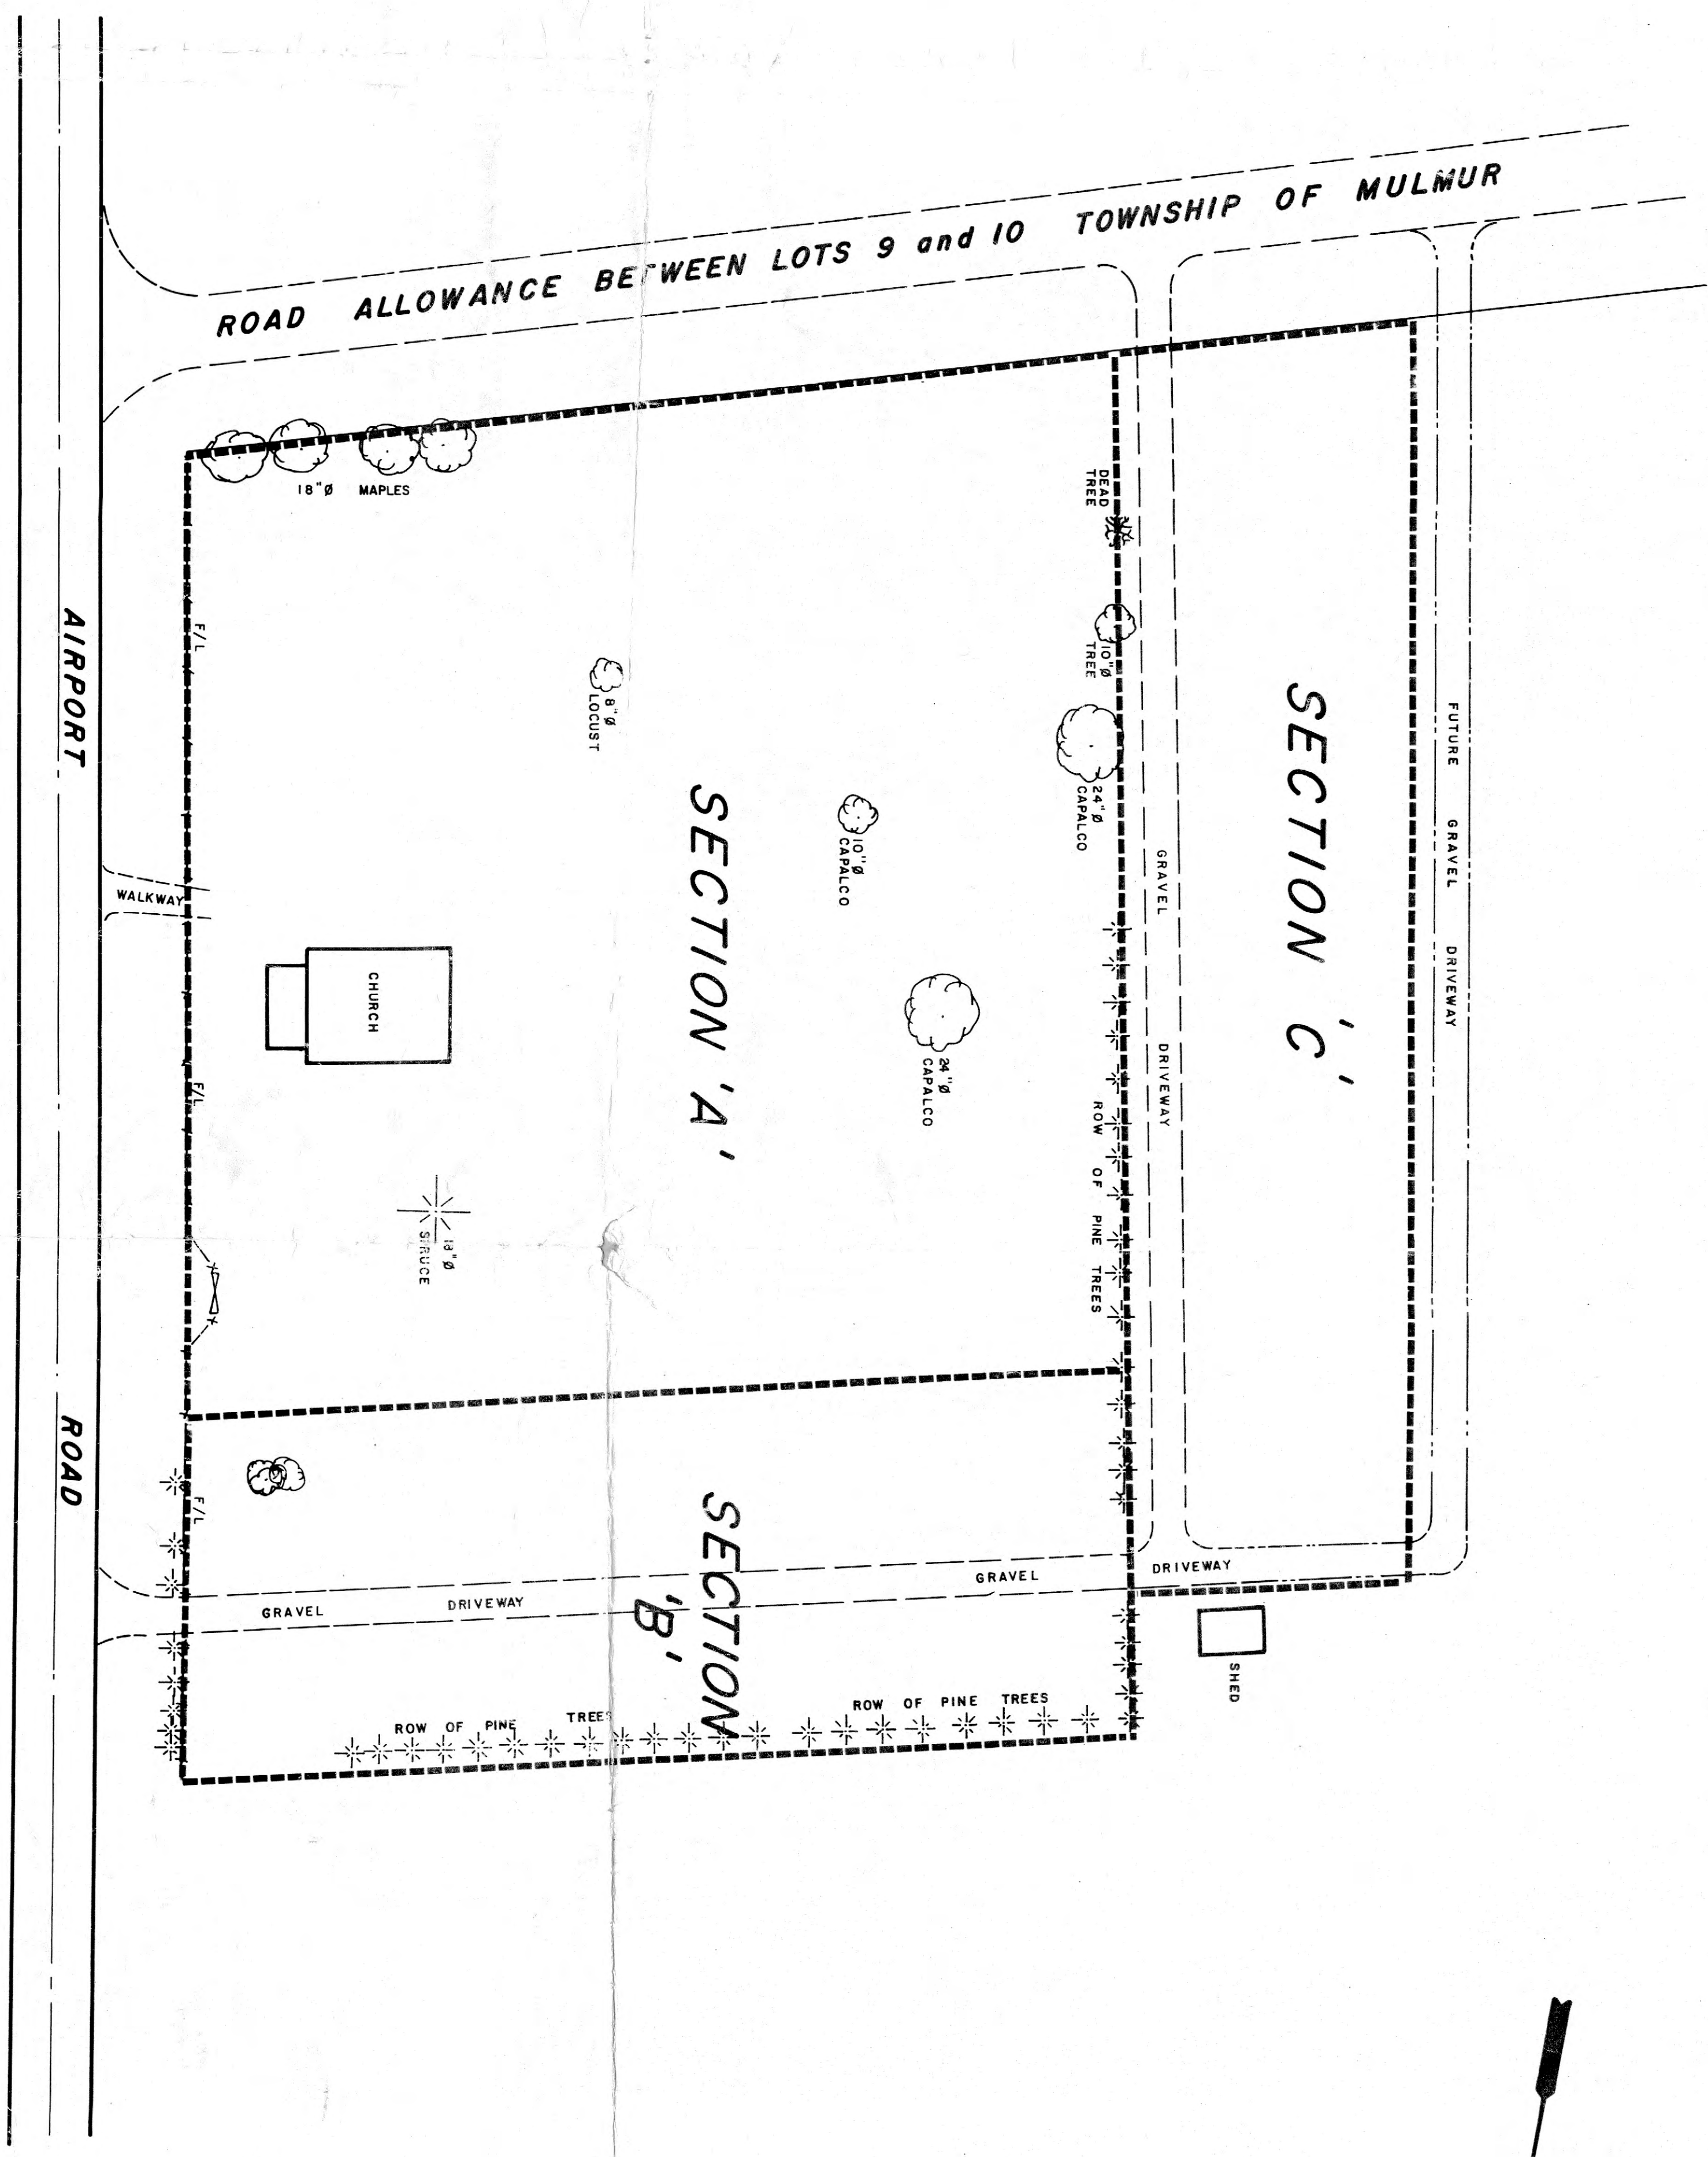 ROAD ALLOWANCE BETWEEN LOTS 9 and 10 TOWNSHIP OF MULMUR
AIRPORT
ROAD
18"Ø MAPLES
DEAD
TREE
10"Ø
TREE
24"Ø
CAPALCO
8"Ø
LOCUST
10"Ø
CAPALCO
24"Ø
CAPALCO
F/L
F/L
F/L
WALKWAY
CHURCH
18"Ø
SPRUCE
SECTION 'A'
SECTION 'C'
SECTION
'B'
GRAVEL DRIVEWAY
FUTURE GRAVEL DRIVEWAY
ROW OF PINE TREES
GRAVEL DRIVEWAY
GRAVEL DRIVEWAY
SHED
ROW OF PINE TREES
ROW OF PINE TREES